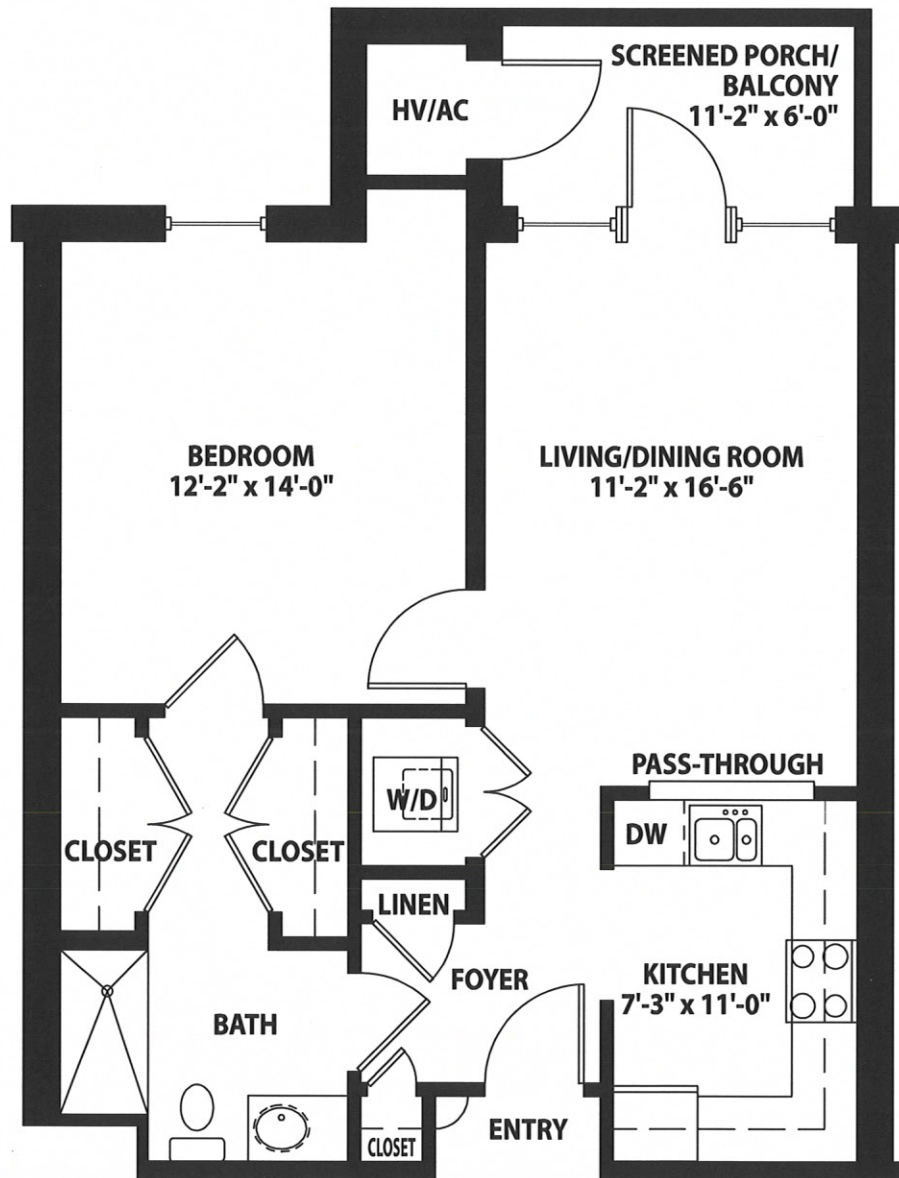 SCREENED PORCH/
BALCONY
11'-2" x 6'-0"
HV/AC
BEDROOM
12'-2" x 14'-0"
LIVING/DINING ROOM
11'-2" x 16'-6"
PASS-THROUGH
W/D
DW
CLOSET
CLOSET
LINEN
FOYER
KITCHEN
7'-3" x 11'-0"
BATH
ENTRY
CLOSET